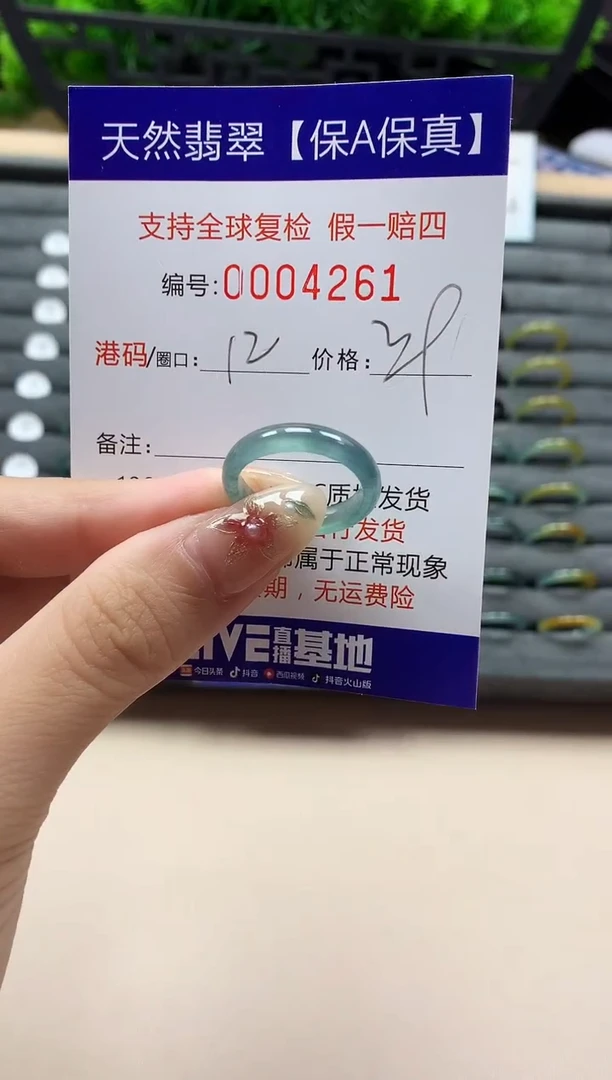 天然翡翠【保A保真】
支持全球复检 假一赔四
编号:0004261
港码/圈口: 12 价格:
备注:
质 发货
发货
属于正常现象
期，无运费险
IVE 直播 基地
今日头条 抖音 西瓜视频 抖音火山版